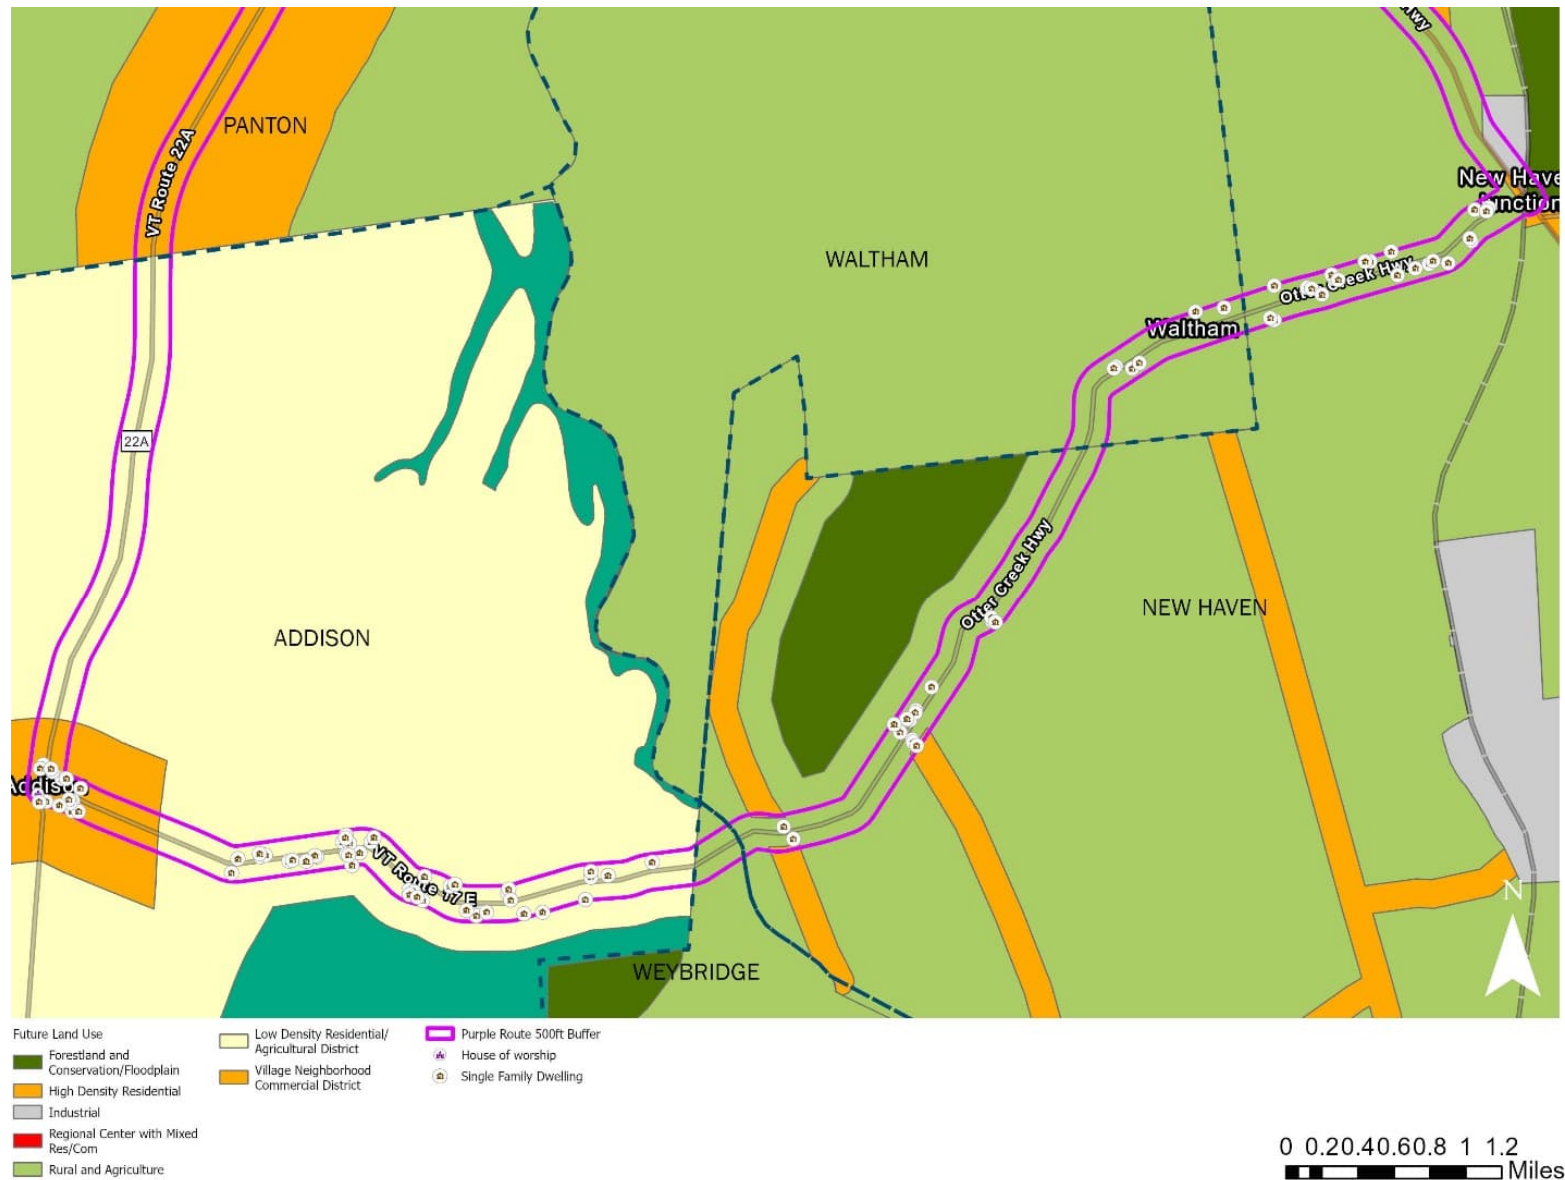 Hwy
PANTON
VT Route 22A
New Have
Junction
WALTHAM
Otter Creek Hwy
Waltham
22A
Otter Creek Hwy
NEW HAVEN
ADDISON
Addison
VT Route 17 E
N
WEYBRIDGE
Future Land Use
Forestland and
Conservation/Floodplain
High Density Residential
Industrial
Regional Center with Mixed
Res/Com
Rural and Agriculture
Low Density Residential/
Agricultural District
Village Neighborhood
Commercial District
Purple Route 500ft Buffer
House of worship
Single Family Dwelling
0 0.20.40.60.8 1 1.2
Miles